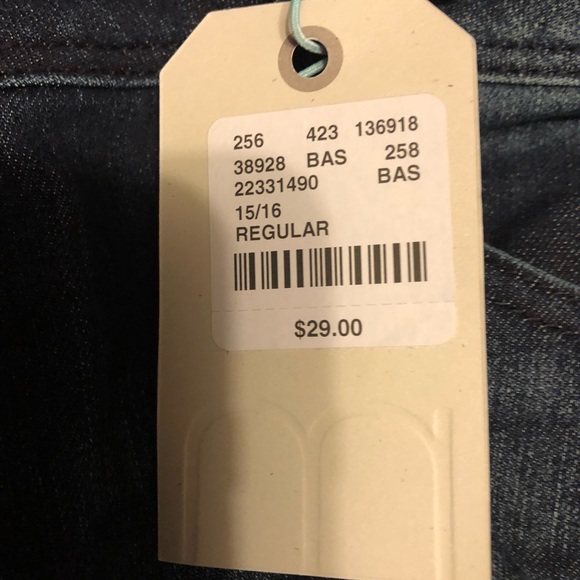 256 423 136918
38928 BAS 258
22331490 BAS
15/16
REGULAR
$29.00